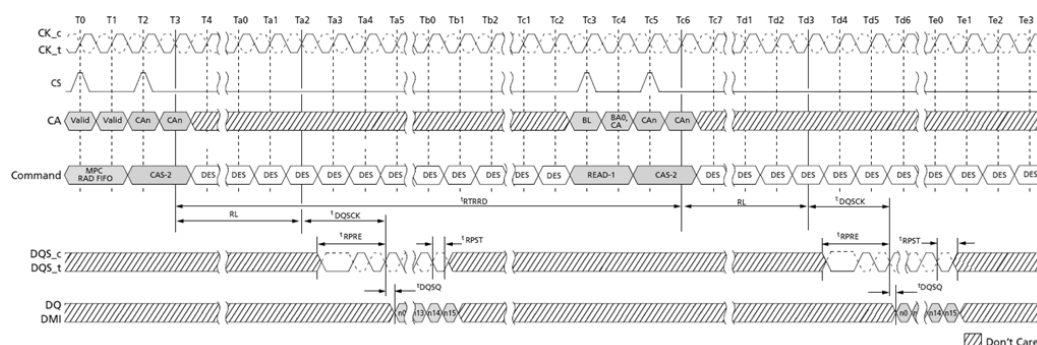 T0 T1 T2 T3 T4 Ta0 Ta1 Ta2 Ta3 Ta4 Ta5 Tb0 Tb1 Tb2 Tc1 Tc2 Tc3 Tc4 Tc5 Tc6 Tc7 Td1 Td2 Td3 Td4 Td5 Td6 Te0 Te1 Te2 Te3
CK_c
CK_t
CS
CA Valid Valid CAn CAn BL BA0, CA CAn CAn
Command MPC RAD FIFO CAS-2 DES DES DES DES DES DES DES DES DES DES DES DES READ-1 CAS-2 DES DES DES DES DES DES DES DES DES DES DES
tRTRRD
RL tDQSCK RL tDQSCK
tRPRE tRPST tRPRE tRPST
DQS_c
DQS_t
tDQSQ tDQSQ
DQ n0 n13 n14 n15 n0 n14 n15
DMI
Don't Care